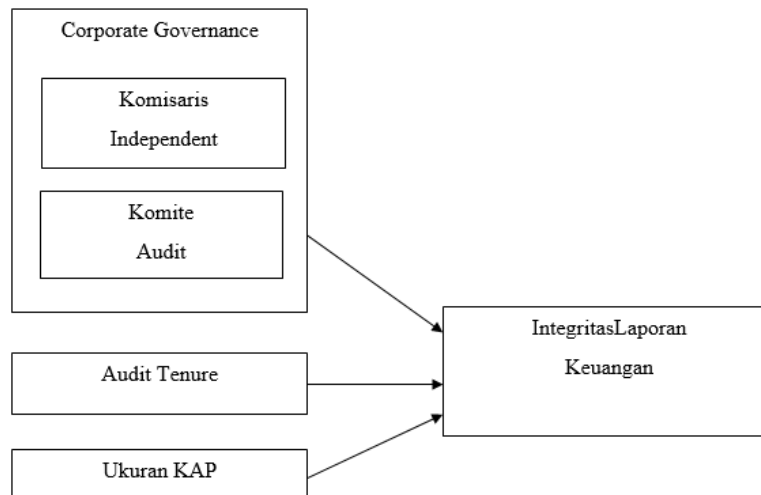 Corporate Governance
Komisaris
Independent
Komite
Audit
IntegritasLaporan
Keuangan
Audit Tenure
Ukuran KAP